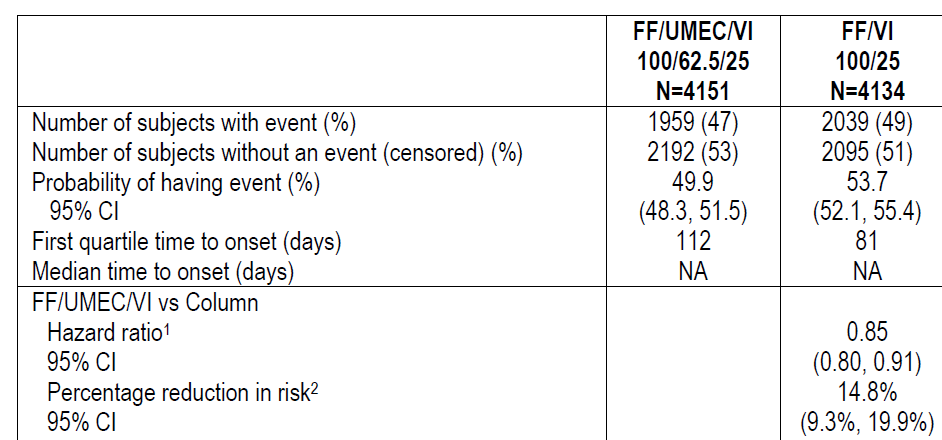 FF/UMEC/VI FF/VI
100/62.5/25 100/25
N=4151 N=4134
Number of subjects with event (%) 1959 (47) 2039 (49)
Number of subjects without an event (censored) (%) 2192 (53) 2095 (51)
Probability of having event (%) 49.9 53.7
95% CI (48.3, 51.5) (52.1, 55.4)
First quartile time to onset (days) 112 81
Median time to onset (days) NA NA
FF/UMEC/VI vs Column
Hazard ratio1 0.85
95% CI (0.80, 0.91)
Percentage reduction in risk2 14.8%
95% CI (9.3%, 19.9%)